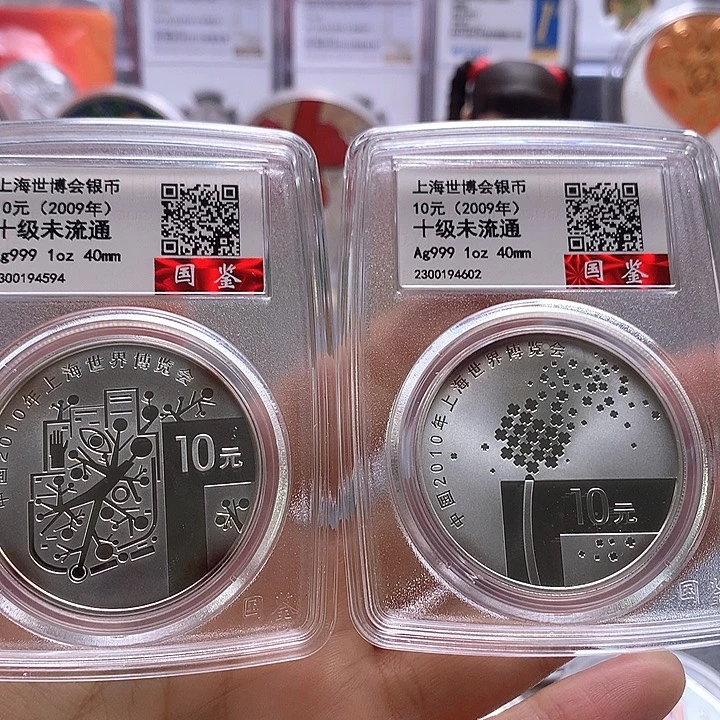 上海世博会银币
10元（2009年）
十级未流通
Ag999 1oz 40mm
2300194594
国鉴
中国2010年上海世界博览会
10元
国鉴
上海世博会银币
10元（2009年）
十级未流通
Ag999 1oz 40mm
2300194602
国鉴
中国2010年上海世界博览会
10元
国鉴